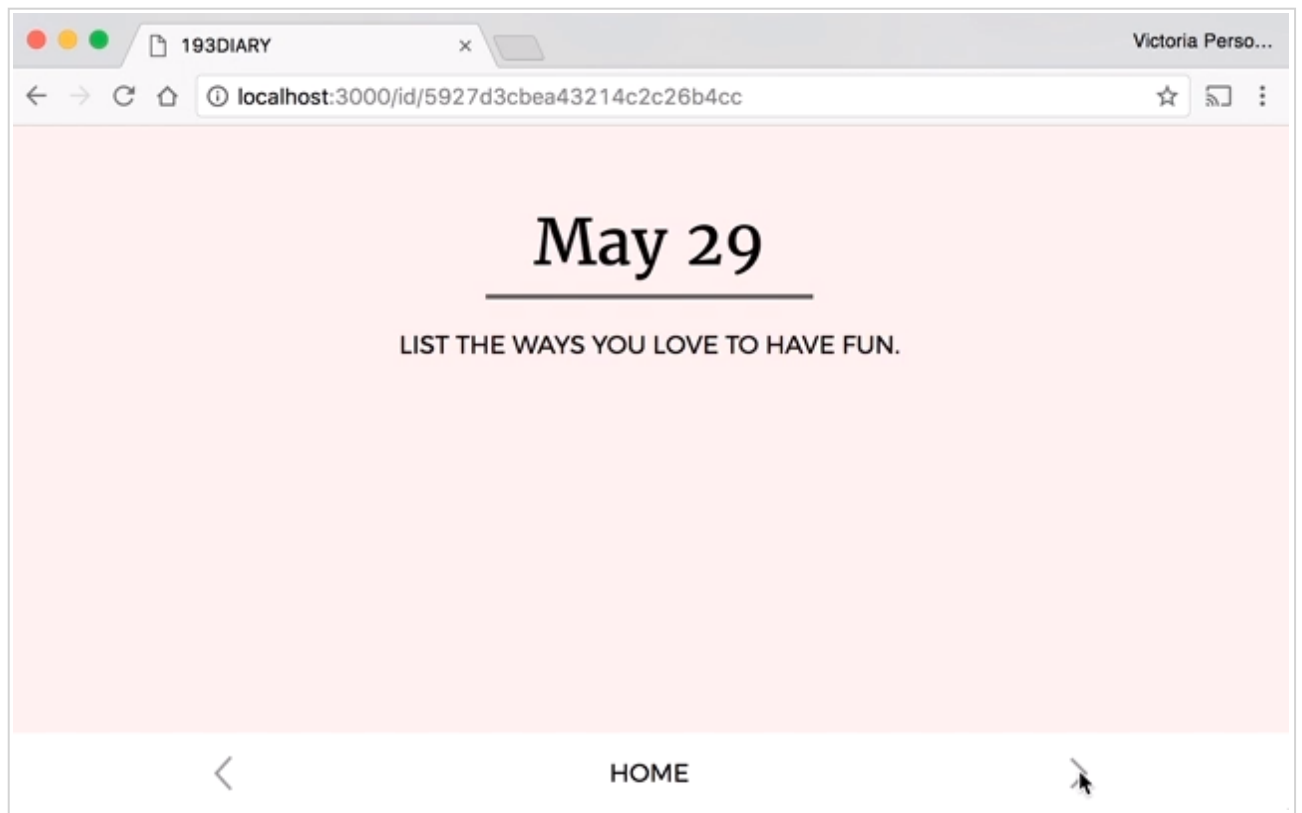 193DIARY
Victoria Perso...
localhost:3000/id/5927d3cbea43214c2c26b4cc
May 29
LIST THE WAYS YOU LOVE TO HAVE FUN.
HOME